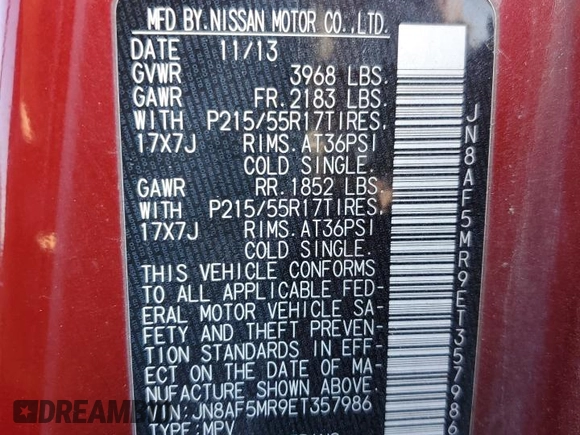 MFD BY.NISSAN MOTOR CO.,LTD.
DATE 11/13
GVWR 3968 LBS.
GAWR FR.2183 LBS.
WITH P215/55R17TIRES,
17X7J RIMS.AT36PSI
COLD SINGLE.
GAWR RR.1852 LBS.
WITH P215/55R17TIRES,
17X7J RIMS.AT36PSI
COLD SINGLE.
THIS VEHICLE CONFORMS
TO ALL APPLICABLE FED-
ERAL MOTOR VEHICLE SA-
FETY AND THEFT PREVEN-
TION STANDARDS IN EFF-
ECT ON THE DATE OF MA-
NUFACTURE SHOWN ABOVE.
VIN:JN8AF5MR9ET357986
TYPE:MPV
JN8AF5MR9ET357986
BIDHISTORY